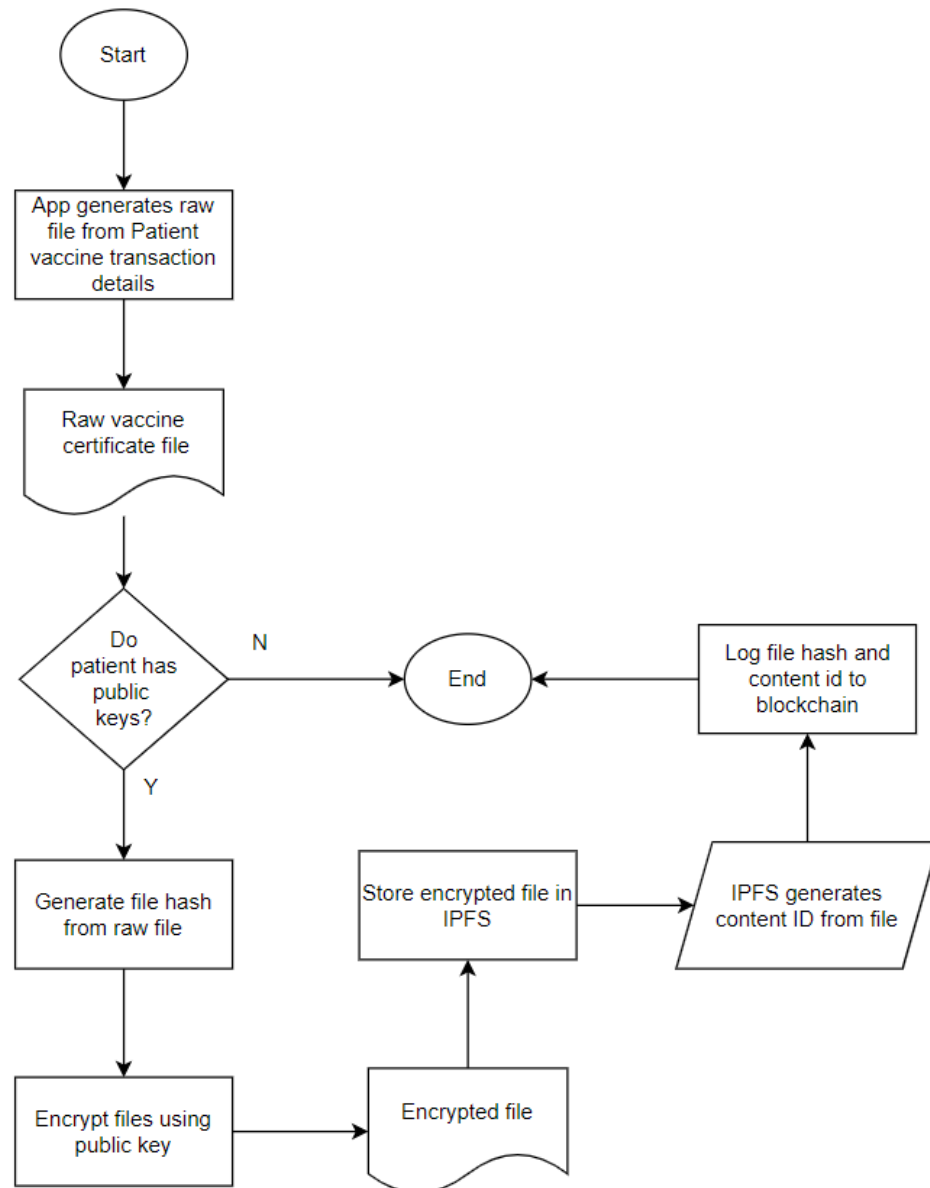 Start
App generates raw
file from Patient
vaccine transaction
details
Raw vaccine
certificate file
Do
patient has
public
keys?
N
End
Log file hash and
content id to
blockchain
Y
Generate file hash
from raw file
Store encrypted file in
IPFS
IPFS generates
content ID from file
Encrypt files using
public key
Encrypted file